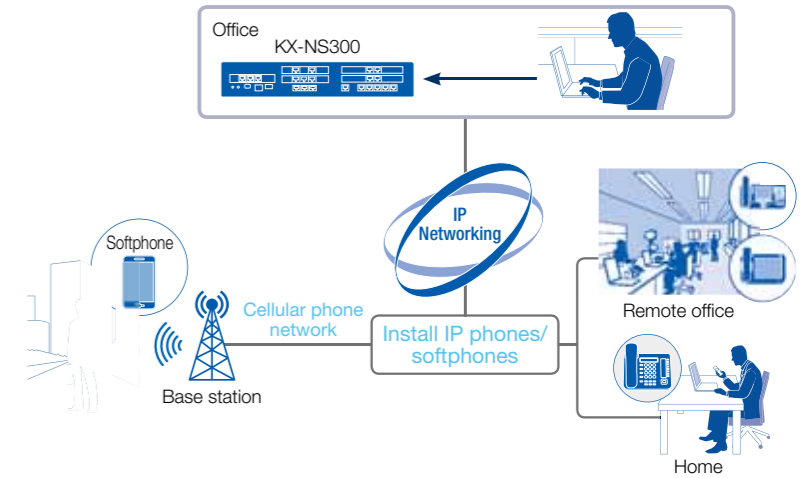 Office
KX-NS300
IP
Networking
Softphone
Cellular phone
network
Install IP phones/
softphones
Remote office
Base station
Home